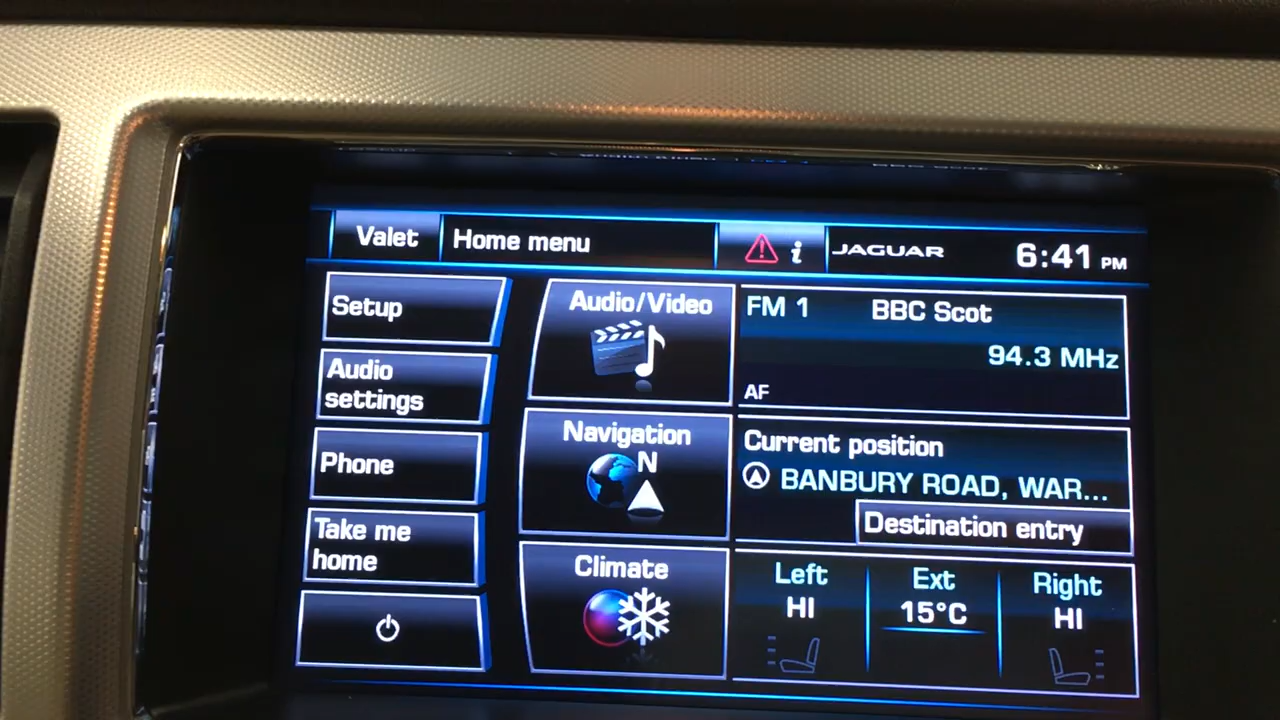 Valet
Home menu
i
JAGUAR
6:41 PM
Setup
Audio
settings
Phone
Take me
home
Audio/Video
Navigation
N
Climate
FM 1
BBC Scot
94.3 MHz
AF
Current position
BANBURY ROAD, WAR...
Destination entry
Left
HI
Ext
15°C
Right
HI